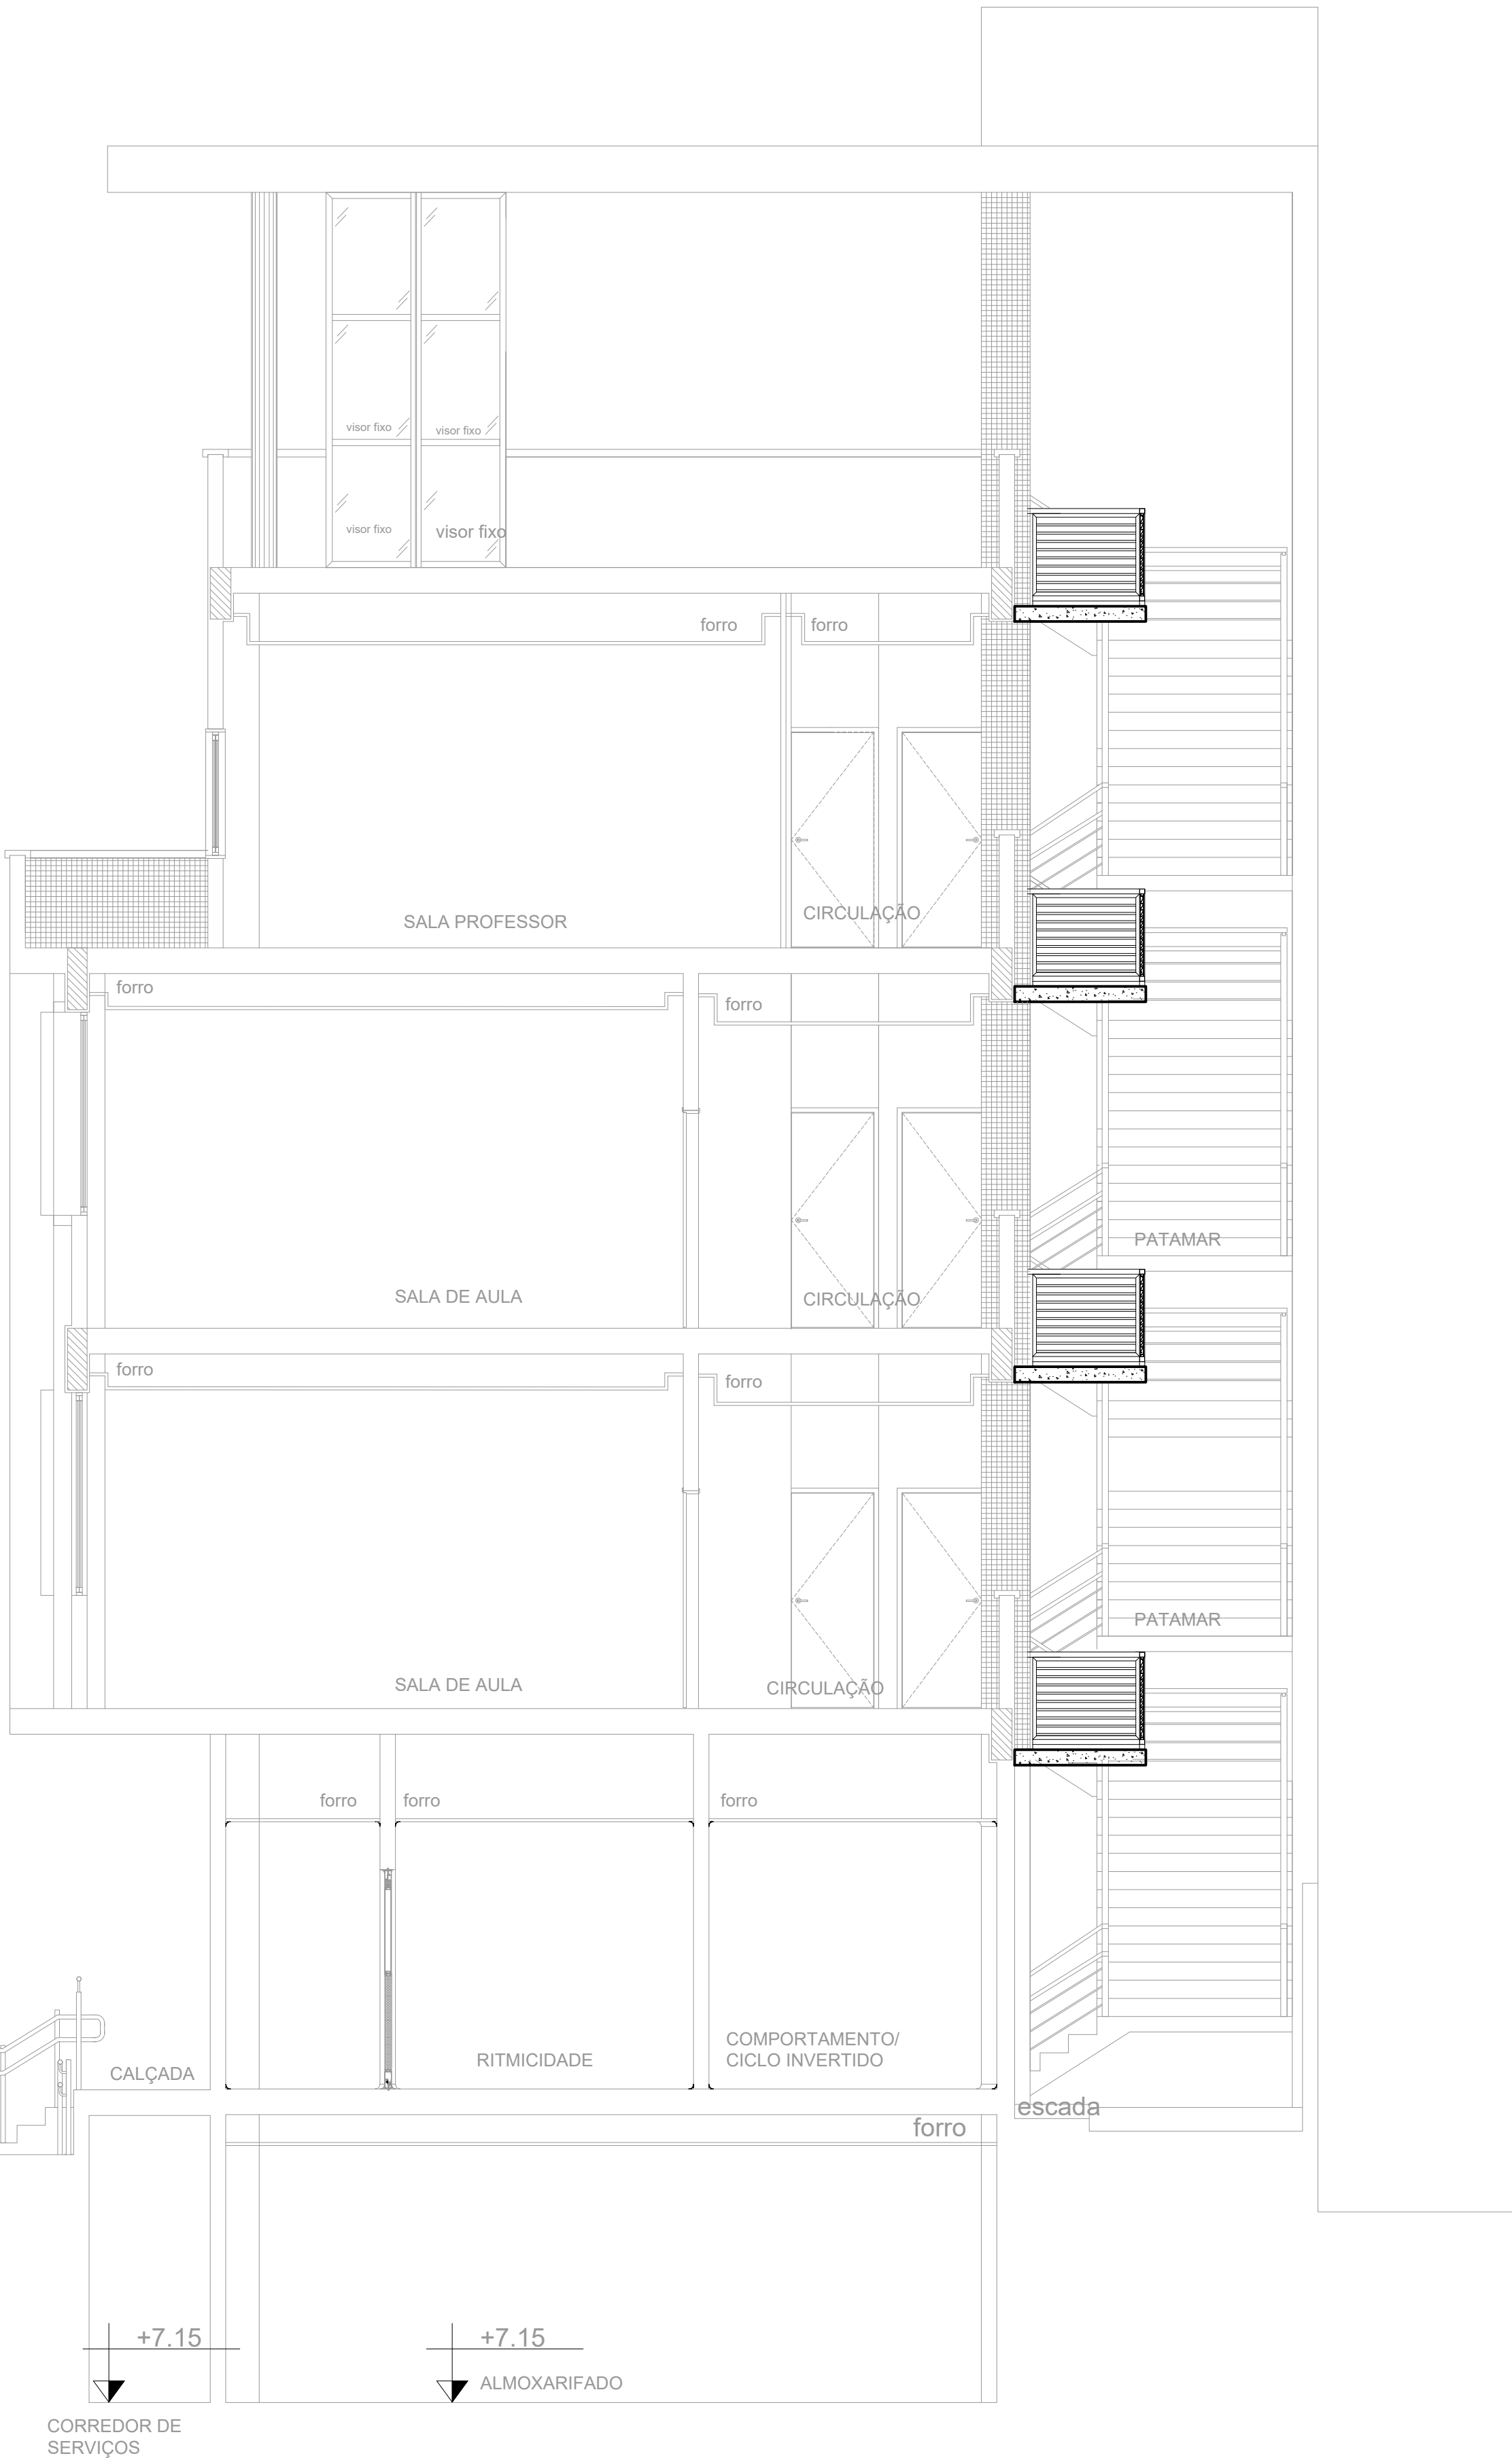 visor fixo
visor fixo
visor fixo
visor fixo
forro
forro
SALA PROFESSOR
CIRCULAÇÃO
forro
forro
PATAMAR
SALA DE AULA
CIRCULAÇÃO
forro
forro
PATAMAR
SALA DE AULA
CIRCULAÇÃO
forro
forro
forro
CALÇADA
RITMICIDADE
COMPORTAMENTO/
CICLO INVERTIDO
escada
forro
+7.15
+7.15
ALMOXARIFADO
CORREDOR DE
SERVIÇOS